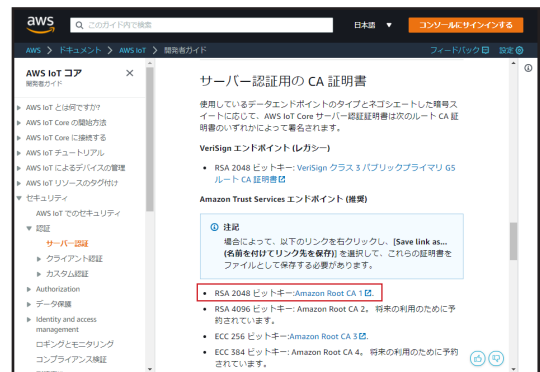 aws
このガイド内で検索
日本語 ▼
コンソールにサインインする
AWS > ドキュメント > AWS IoT > 開発者ガイド
フィードバック
設定
AWS IoT コア
開発者ガイド
AWS IoT とは何ですか?
AWS IoT Core の開始方法
AWS IoT Core に接続する
AWS IoT チュートリアル
AWS IoT によるデバイスの管理
AWS IoT リソースのタグ付け
セキュリティ
AWS IoT でのセキュリティ
認証
サーバー認証
クライアント認証
カスタム認証
Authorization
データ保護
Identity and access
management
ロギングとモニタリング
コンプライアンス検証
サーバー認証用の CA 証明書
使用しているデータエンドポイントのタイプとネゴシエートした暗号ス
イートに応じて、AWS IoT Core サーバー認証証明書は次のルート CA 証
明書のいずれかによって署名されます。
VeriSign エンドポイント (レガシー)
RSA 2048 ビットキー: VeriSign クラス 3 パブリックプライマリ G5
ルート CA 証明書
Amazon Trust Services エンドポイント (推奨)
注記
場合によって、以下のリンクを右クリックし、[Save link as...
(名前を付けてリンク先を保存)] を選択して、これらの証明書を
ファイルとして保存する必要があります。
RSA 2048 ビットキー:Amazon Root CA 1.
RSA 4096 ビットキー: Amazon Root CA 2。 将来の利用のために予
約されています。
ECC 256 ビットキー:Amazon Root CA 3.
ECC 384 ビットキー: Amazon Root CA 4。 将来の利用のために予約
されています。